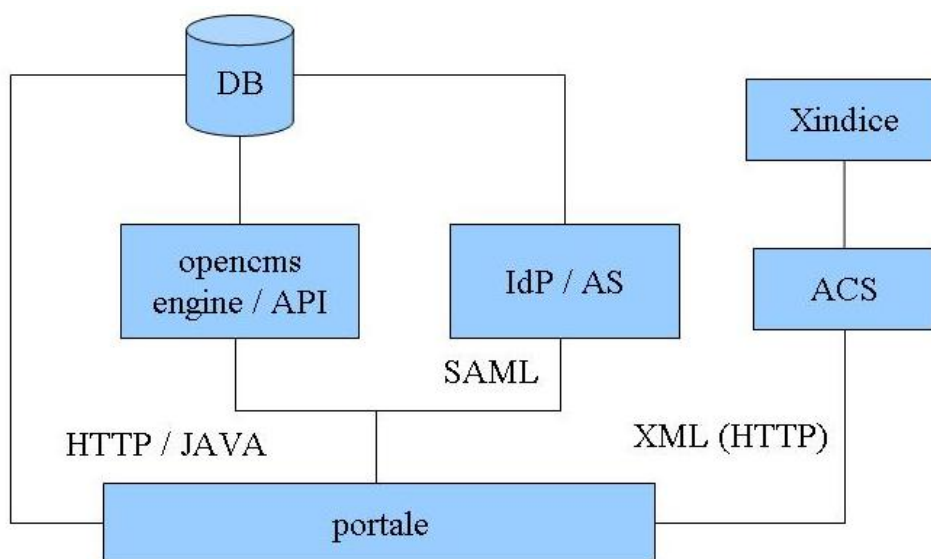 DB
Xindice
opencms
engine / API
IdP / AS
ACS
SAML
HTTP / JAVA
XML (HTTP)
portale